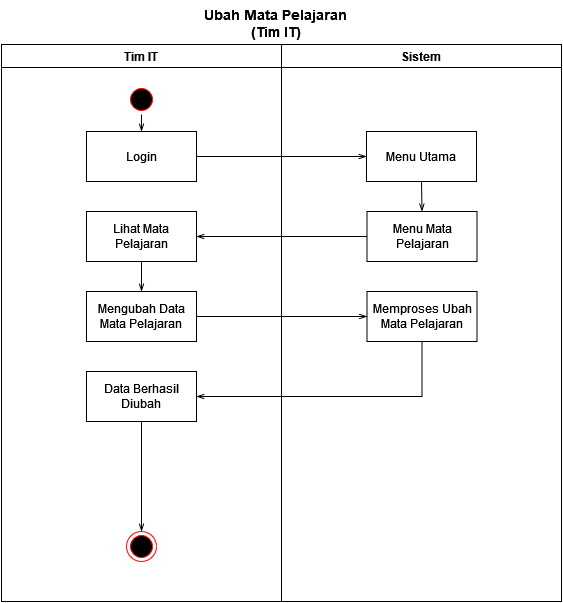 Ubah Mata Pelajaran
(Tim IT)
Tim IT
Sistem
Login
Menu Utama
Lihat Mata
Pelajaran
Menu Mata
Pelajaran
Mengubah Data
Mata Pelajaran
Memproses Ubah
Mata Pelajaran
Data Berhasil
Diubah